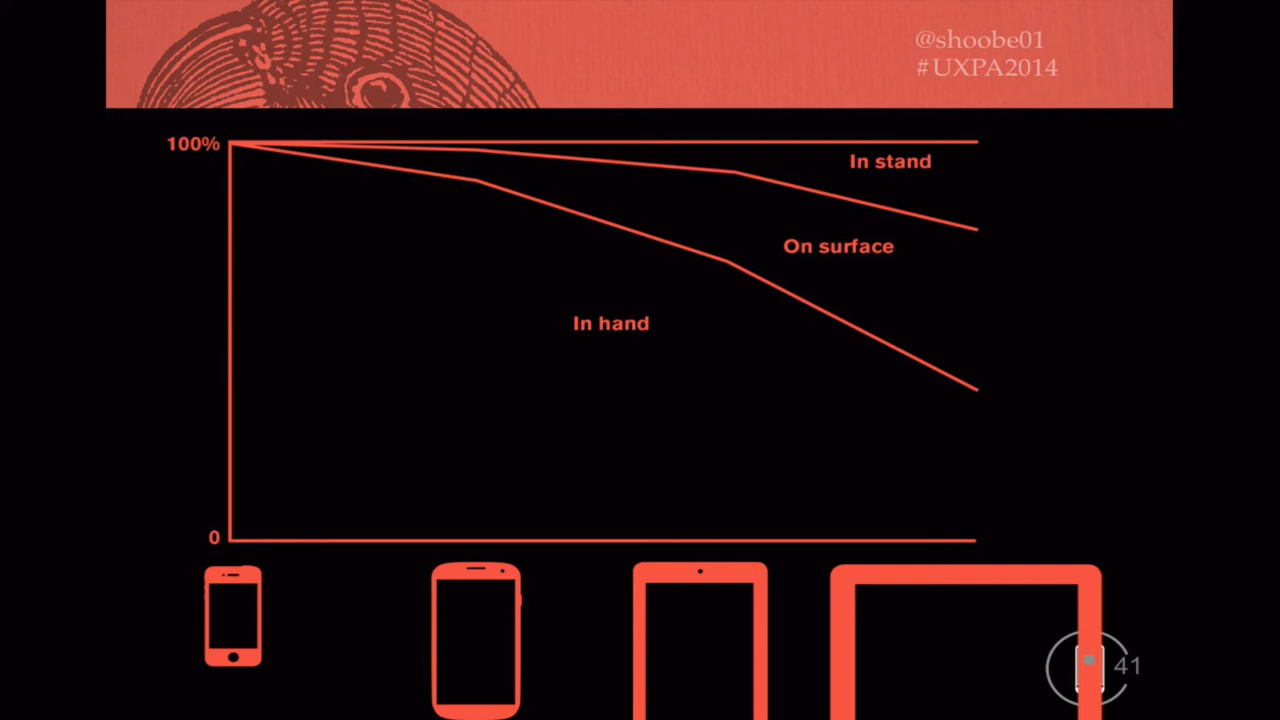 @shoobe01
#UXPA2014
100%
In stand
On surface
In hand
0
41